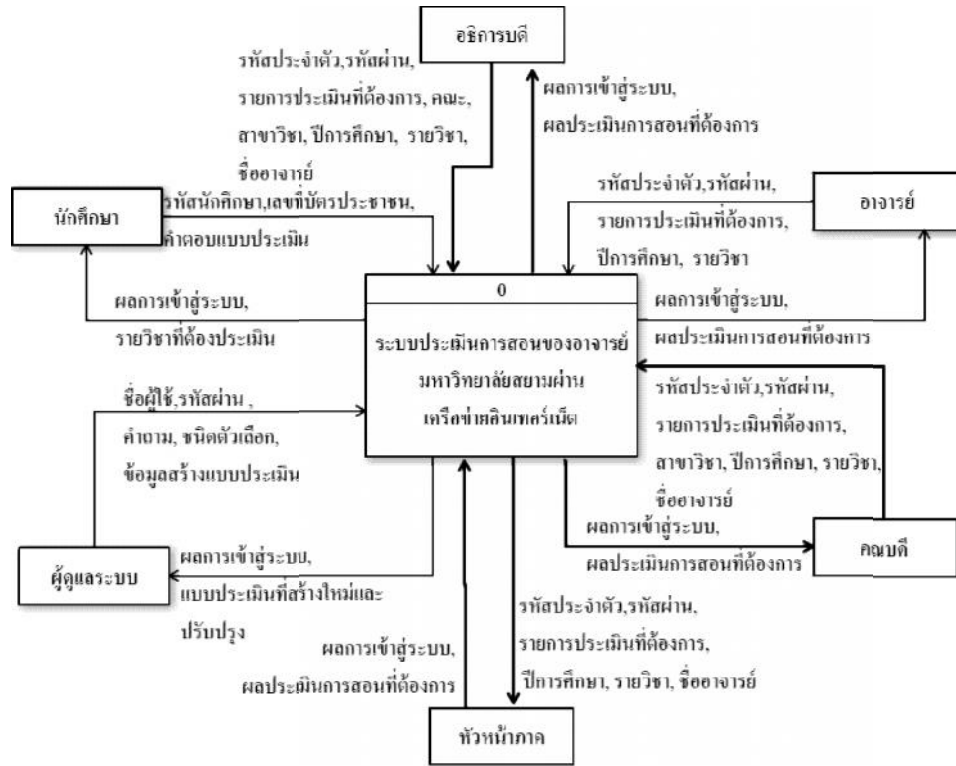 อธิการบดี
รหัสประจำตัว,รหัสผ่าน,
รายการประเมินที่ต้องการ, คณะ,
สาขาวิชา, ปีการศึกษา, รายวิชา,
ชื่ออาจารย์
ผลการเข้าสู่ระบบ,
ผลประเมินการสอนที่ต้องการ
นักศึกษา
รหัสนักศึกษา,เลขที่บัตรประชาชน,
คำตอบแบบประเมิน
รหัสประจำตัว,รหัสผ่าน,
รายการประเมินที่ต้องการ,
ปีการศึกษา, รายวิชา
อาจารย์
ผลการเข้าสู่ระบบ,
รายวิชาที่ต้องประเมิน
0
ระบบประเมินการสอนของอาจารย์
มหาวิทยาลัยสยามผ่าน
เครือข่ายอินเทอร์เน็ต
ผลการเข้าสู่ระบบ,
ผลประเมินการสอนที่ต้องการ
ชื่อผู้ใช้,รหัสผ่าน ,
คำถาม, ชนิดตัวเลือก,
ข้อมูลสร้างแบบประเมิน
รหัสประจำตัว,รหัสผ่าน,
รายการประเมินที่ต้องการ,
สาขาวิชา, ปีการศึกษา, รายวิชา,
ชื่ออาจารย์
ผู้ดูแลระบบ
ผลการเข้าสู่ระบบ,
แบบประเมินที่สร้างใหม่และ
ปรับปรุง
ผลการเข้าสู่ระบบ,
ผลประเมินการสอนที่ต้องการ
คณบดี
ผลการเข้าสู่ระบบ,
ผลประเมินการสอนที่ต้องการ
รหัสประจำตัว,รหัสผ่าน,
รายการประเมินที่ต้องการ,
ปีการศึกษา, รายวิชา, ชื่ออาจารย์
หัวหน้าภาค